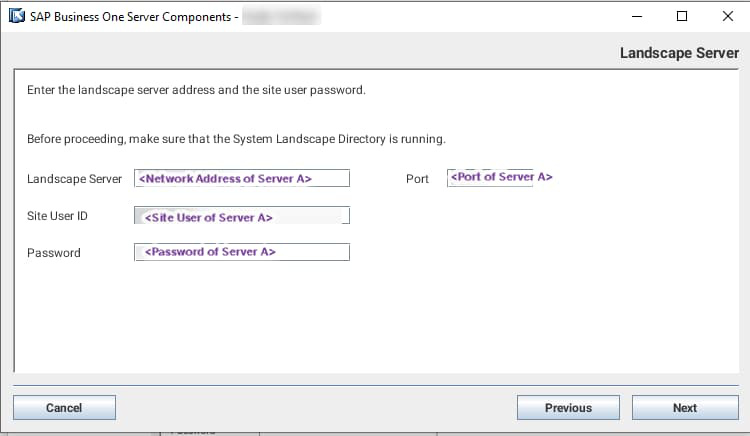 SAP Business One Server Components -
Landscape Server
Enter the landscape server address and the site user password.
Before proceeding, make sure that the System Landscape Directory is running.
Landscape Server <Network Address of Server A> Port <Port of Server A>
Site User ID <Site User of Server A>
Password <Password of Server A>
Cancel Previous Next